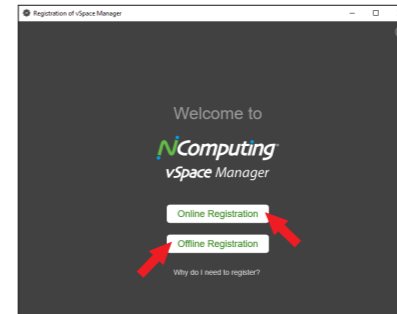 Registration of vSpace Manager
Welcome to
NComputing
vSpace Manager
Online Registration
Offline Registration
Why do I need to register?